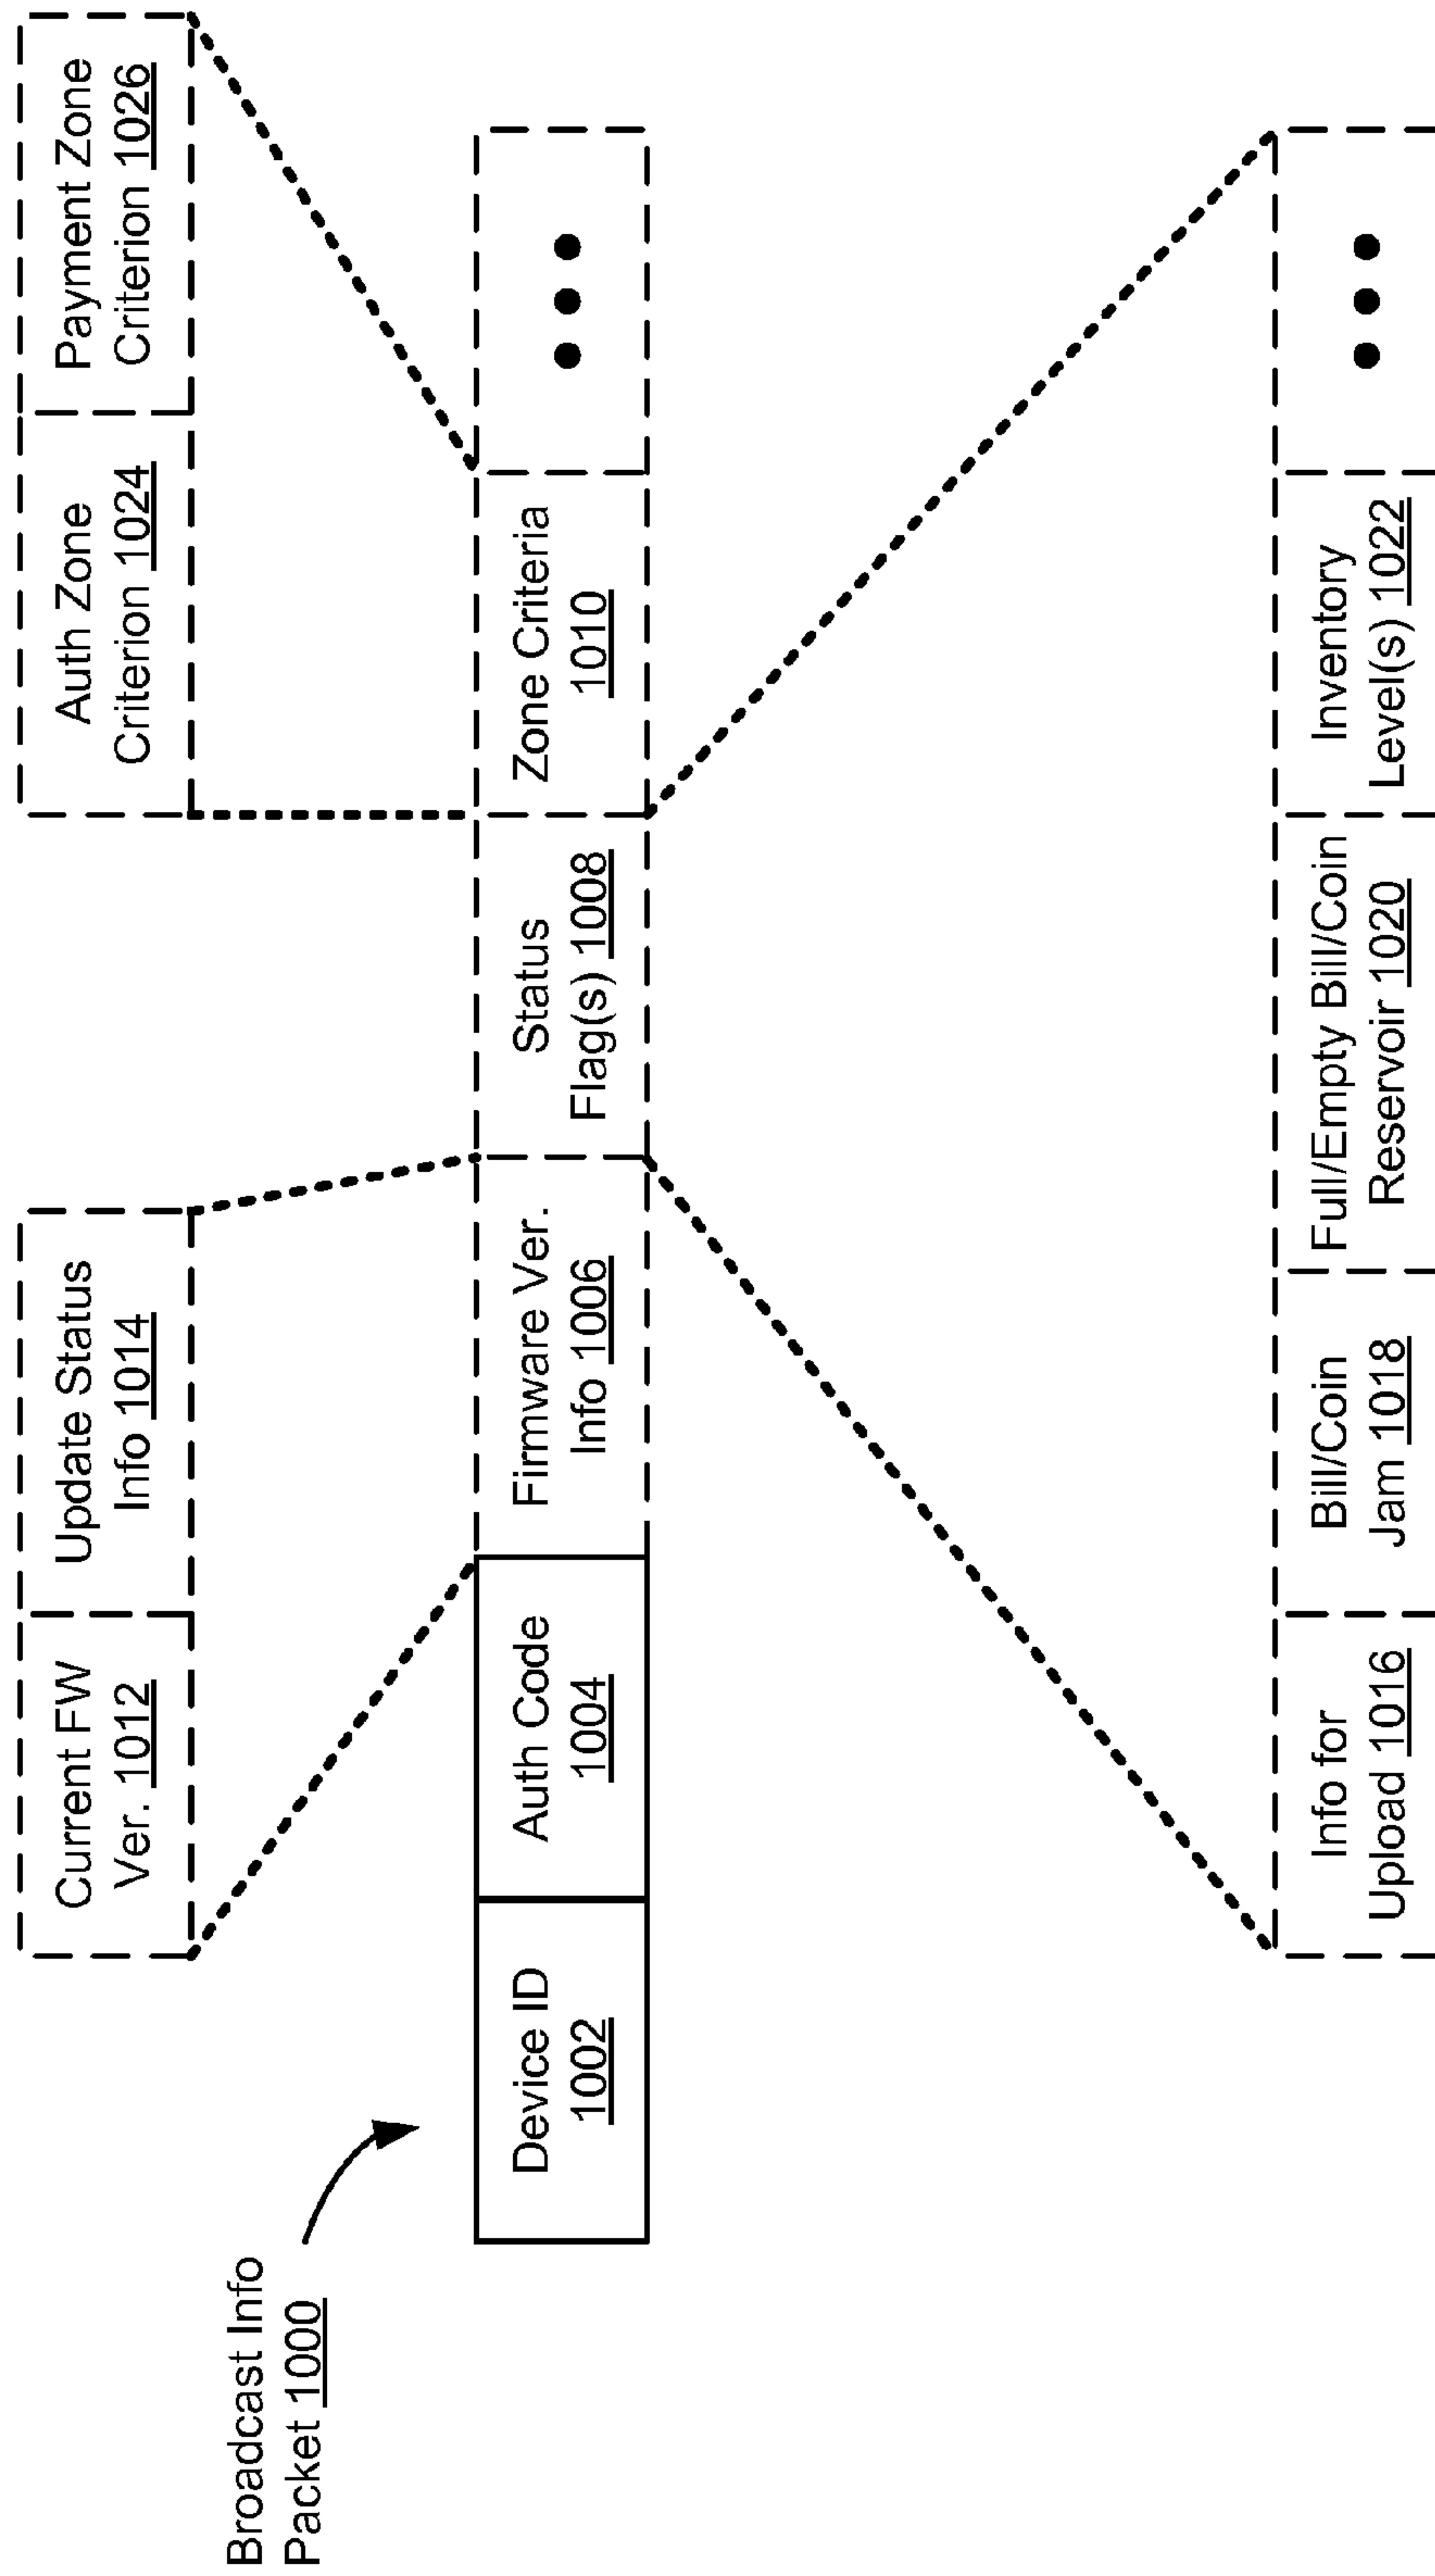 Current FW
Ver. 1012
Update Status
Info 1014
Auth Zone
Criterion 1024
Payment Zone
Criterion 1026
Broadcast Info
Packet 1000
Device ID
1002
Auth Code
1004
Firmware Ver.
Info 1006
Status
Flag(s) 1008
Zone Criteria
1010
Info for
Upload 1016
Bill/Coin
Jam 1018
Full/Empty Bill/Coin
Reservoir 1020
Inventory
Level(s) 1022